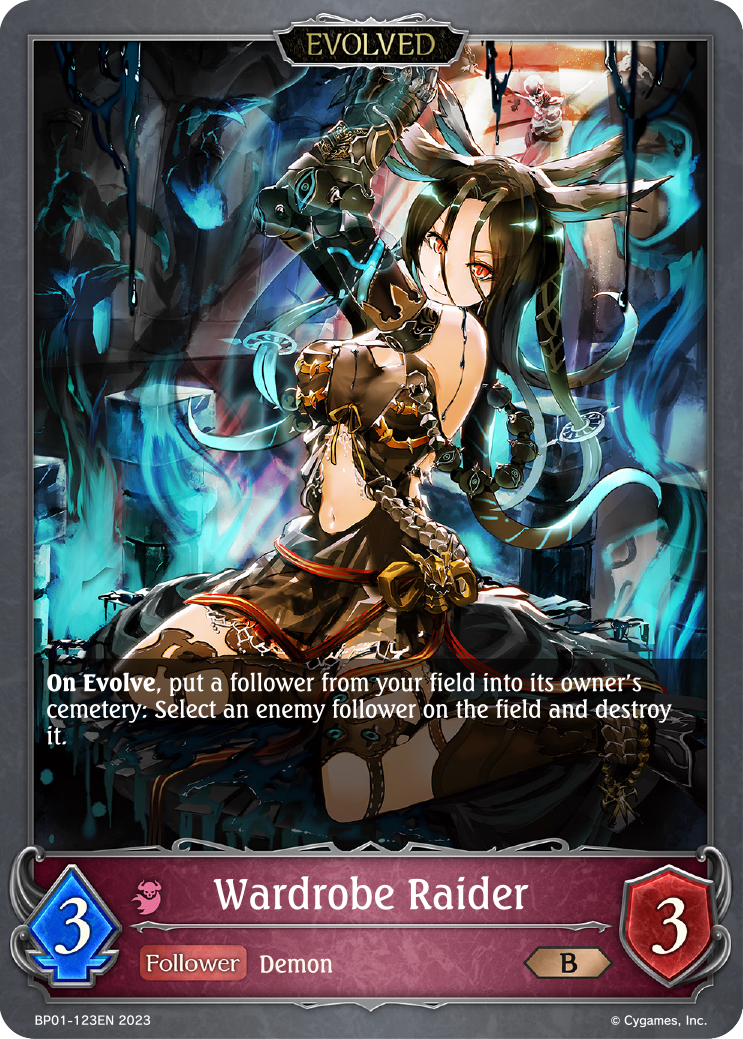 EVOLVED
On Evolve, put a follower from your field into its owner's
cemetery: Select an enemy follower on the field and destroy
it.
Wardrobe Raider
3
3
Follower Demon
B
BP01-123EN 2023
© Cygames, Inc.